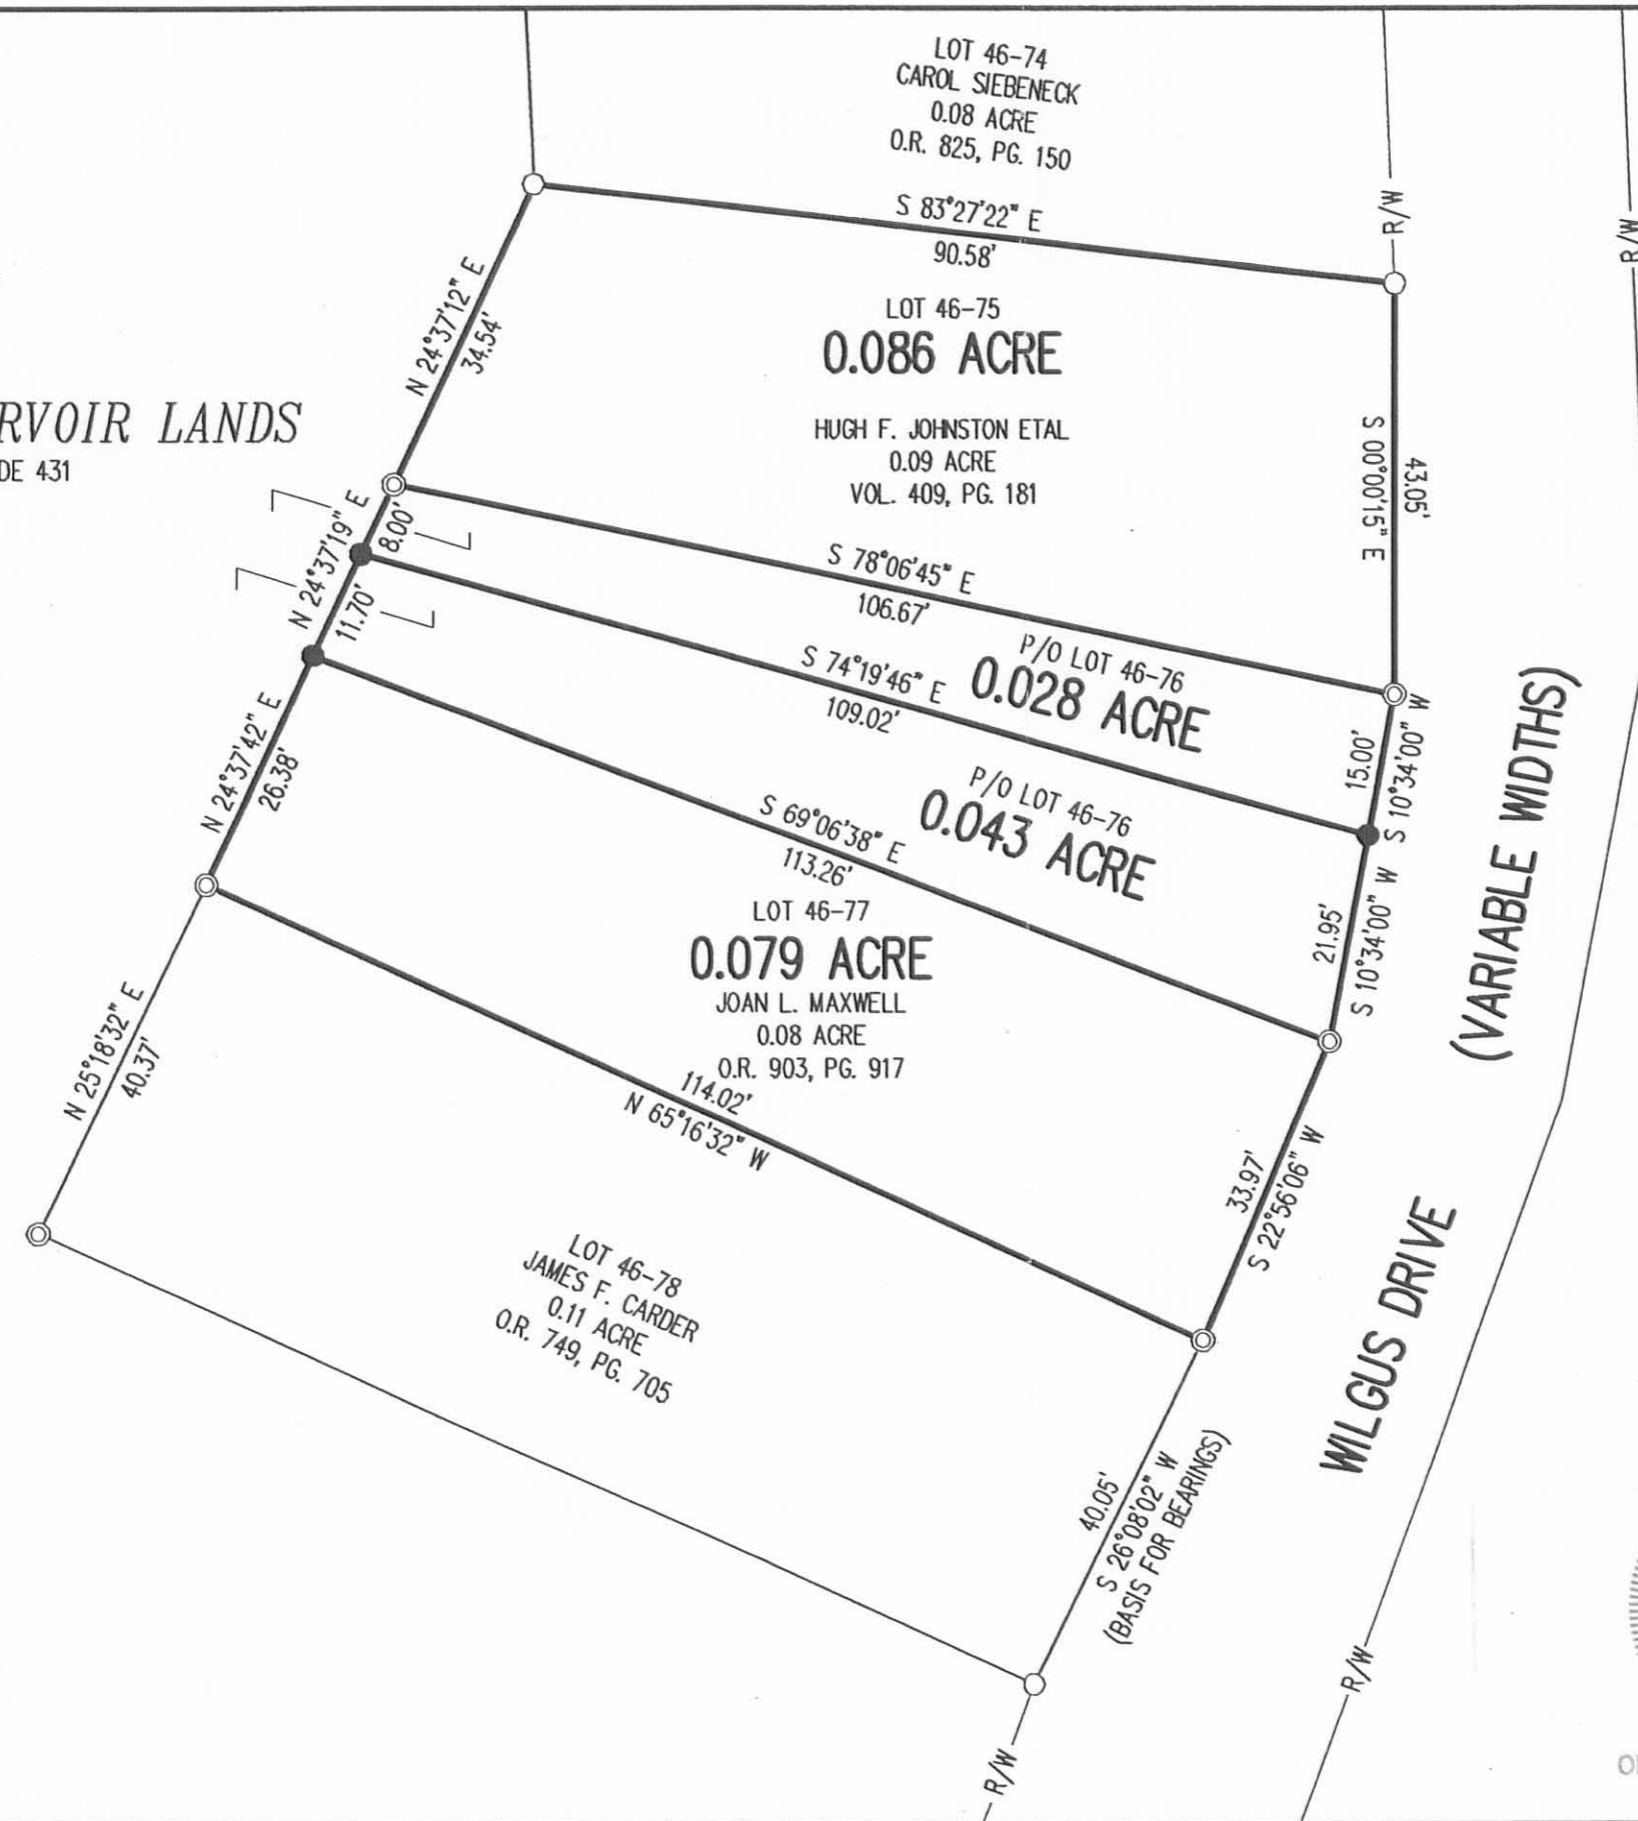 LOT 46-74
CAROL SIEBENECK
0.08 ACRE
O.R. 825, PG. 150
R/W
R/W
S 83°27'22" E
90.58'
N 24°37'12" E
34.54'
LOT 46-75
0.086 ACRE
HUGH F. JOHNSTON ETAL
0.09 ACRE
VOL. 409, PG. 181
S 00°00'15" E
43.05'
RVOIR LANDS
DE 431
N 24°37'19" E
8.00'
11.70'
S 78°06'45" E
106.67'
P/O LOT 46-76
0.028 ACRE
S 74°19'46" E
109.02'
15.00'
S 10°34'00" W
P/O LOT 46-76
0.043 ACRE
S 69°06'38" E
113.26'
21.95'
S 10°34'00" W
N 24°37'42" E
26.38'
LOT 46-77
0.079 ACRE
JOAN L. MAXWELL
0.08 ACRE
O.R. 903, PG. 917
114.02'
N 65°16'32" W
33.97'
S 22°56'06" W
N 25°18'32" E
40.37'
LOT 46-78
JAMES F. CARDER
0.11 ACRE
O.R. 749, PG. 705
40.05'
S 26°08'02" W
(BASIS FOR BEARINGS)
WILGUS DRIVE
(VARIABLE WIDTHS)
R/W
R/W